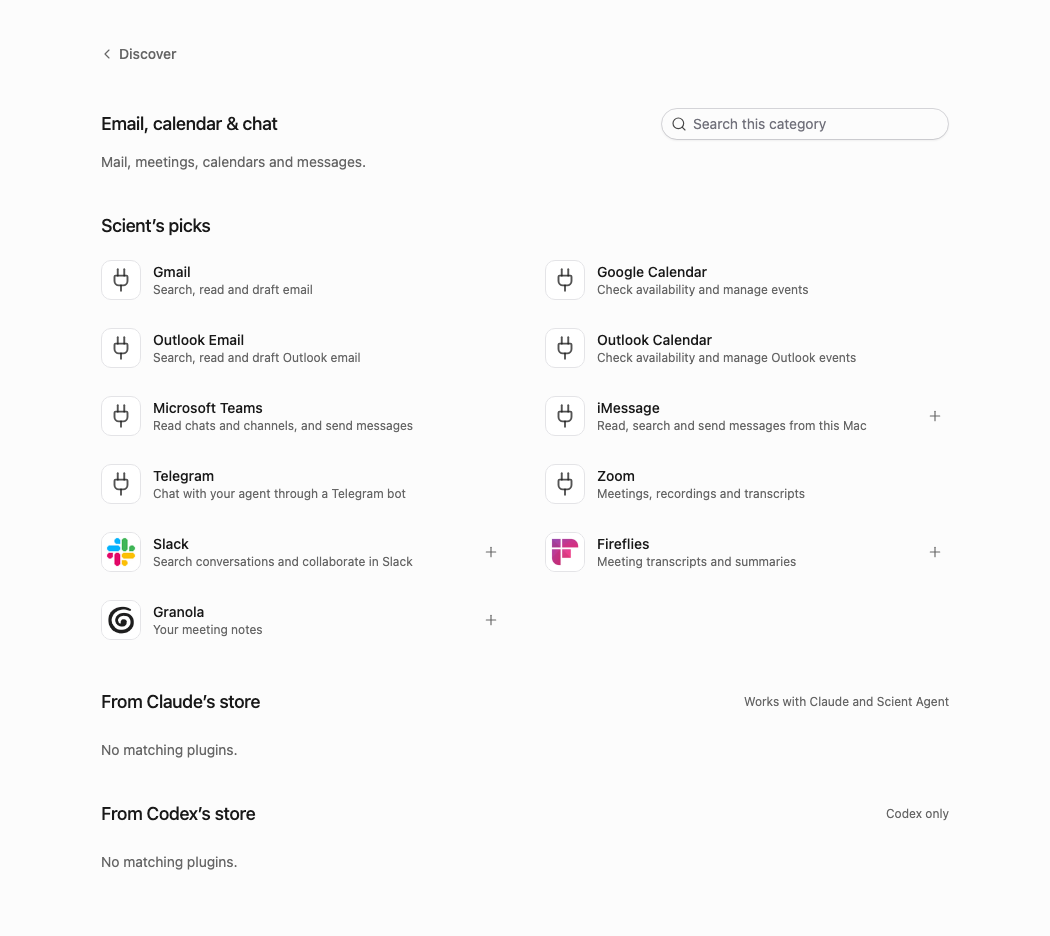 Discover
Email, calendar & chat
Search this category
Mail, meetings, calendars and messages.
Scient’s picks
Gmail
Search, read and draft email
Google Calendar
Check availability and manage events
Outlook Email
Search, read and draft Outlook email
Outlook Calendar
Check availability and manage Outlook events
Microsoft Teams
Read chats and channels, and send messages
iMessage
Read, search and send messages from this Mac
Telegram
Chat with your agent through a Telegram bot
Zoom
Meetings, recordings and transcripts
Slack
Search conversations and collaborate in Slack
Fireflies
Meeting transcripts and summaries
Granola
Your meeting notes
From Claude’s store
Works with Claude and Scient Agent
No matching plugins.
From Codex’s store
Codex only
No matching plugins.